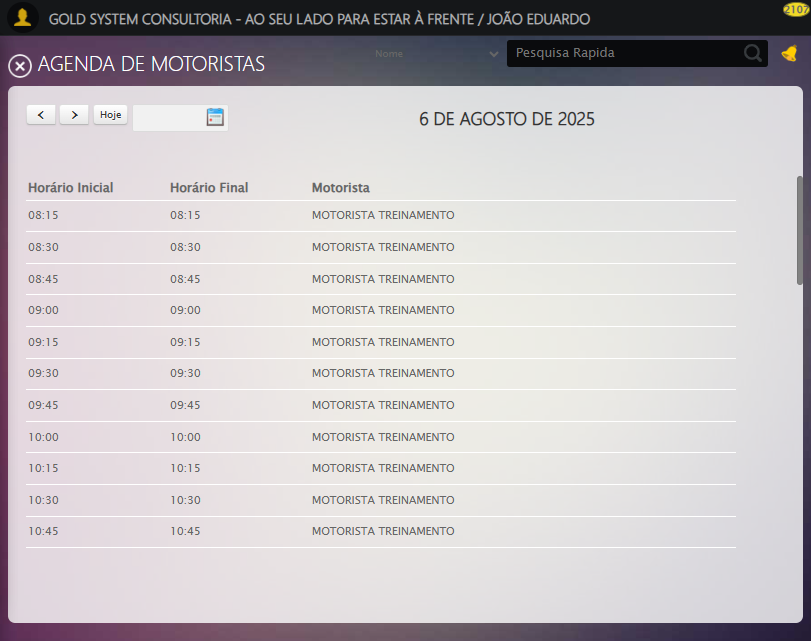 GOLD SYSTEM CONSULTORIA - AO SEU LADO PARA ESTAR À FRENTE / JOÃO EDUARDO
2107
AGENDA DE MOTORISTAS
Nome
Pesquisa Rapida
< > Hoje
6 DE AGOSTO DE 2025
Horário Inicial Horário Final Motorista
08:15 08:15 MOTORISTA TREINAMENTO
08:30 08:30 MOTORISTA TREINAMENTO
08:45 08:45 MOTORISTA TREINAMENTO
09:00 09:00 MOTORISTA TREINAMENTO
09:15 09:15 MOTORISTA TREINAMENTO
09:30 09:30 MOTORISTA TREINAMENTO
09:45 09:45 MOTORISTA TREINAMENTO
10:00 10:00 MOTORISTA TREINAMENTO
10:15 10:15 MOTORISTA TREINAMENTO
10:30 10:30 MOTORISTA TREINAMENTO
10:45 10:45 MOTORISTA TREINAMENTO